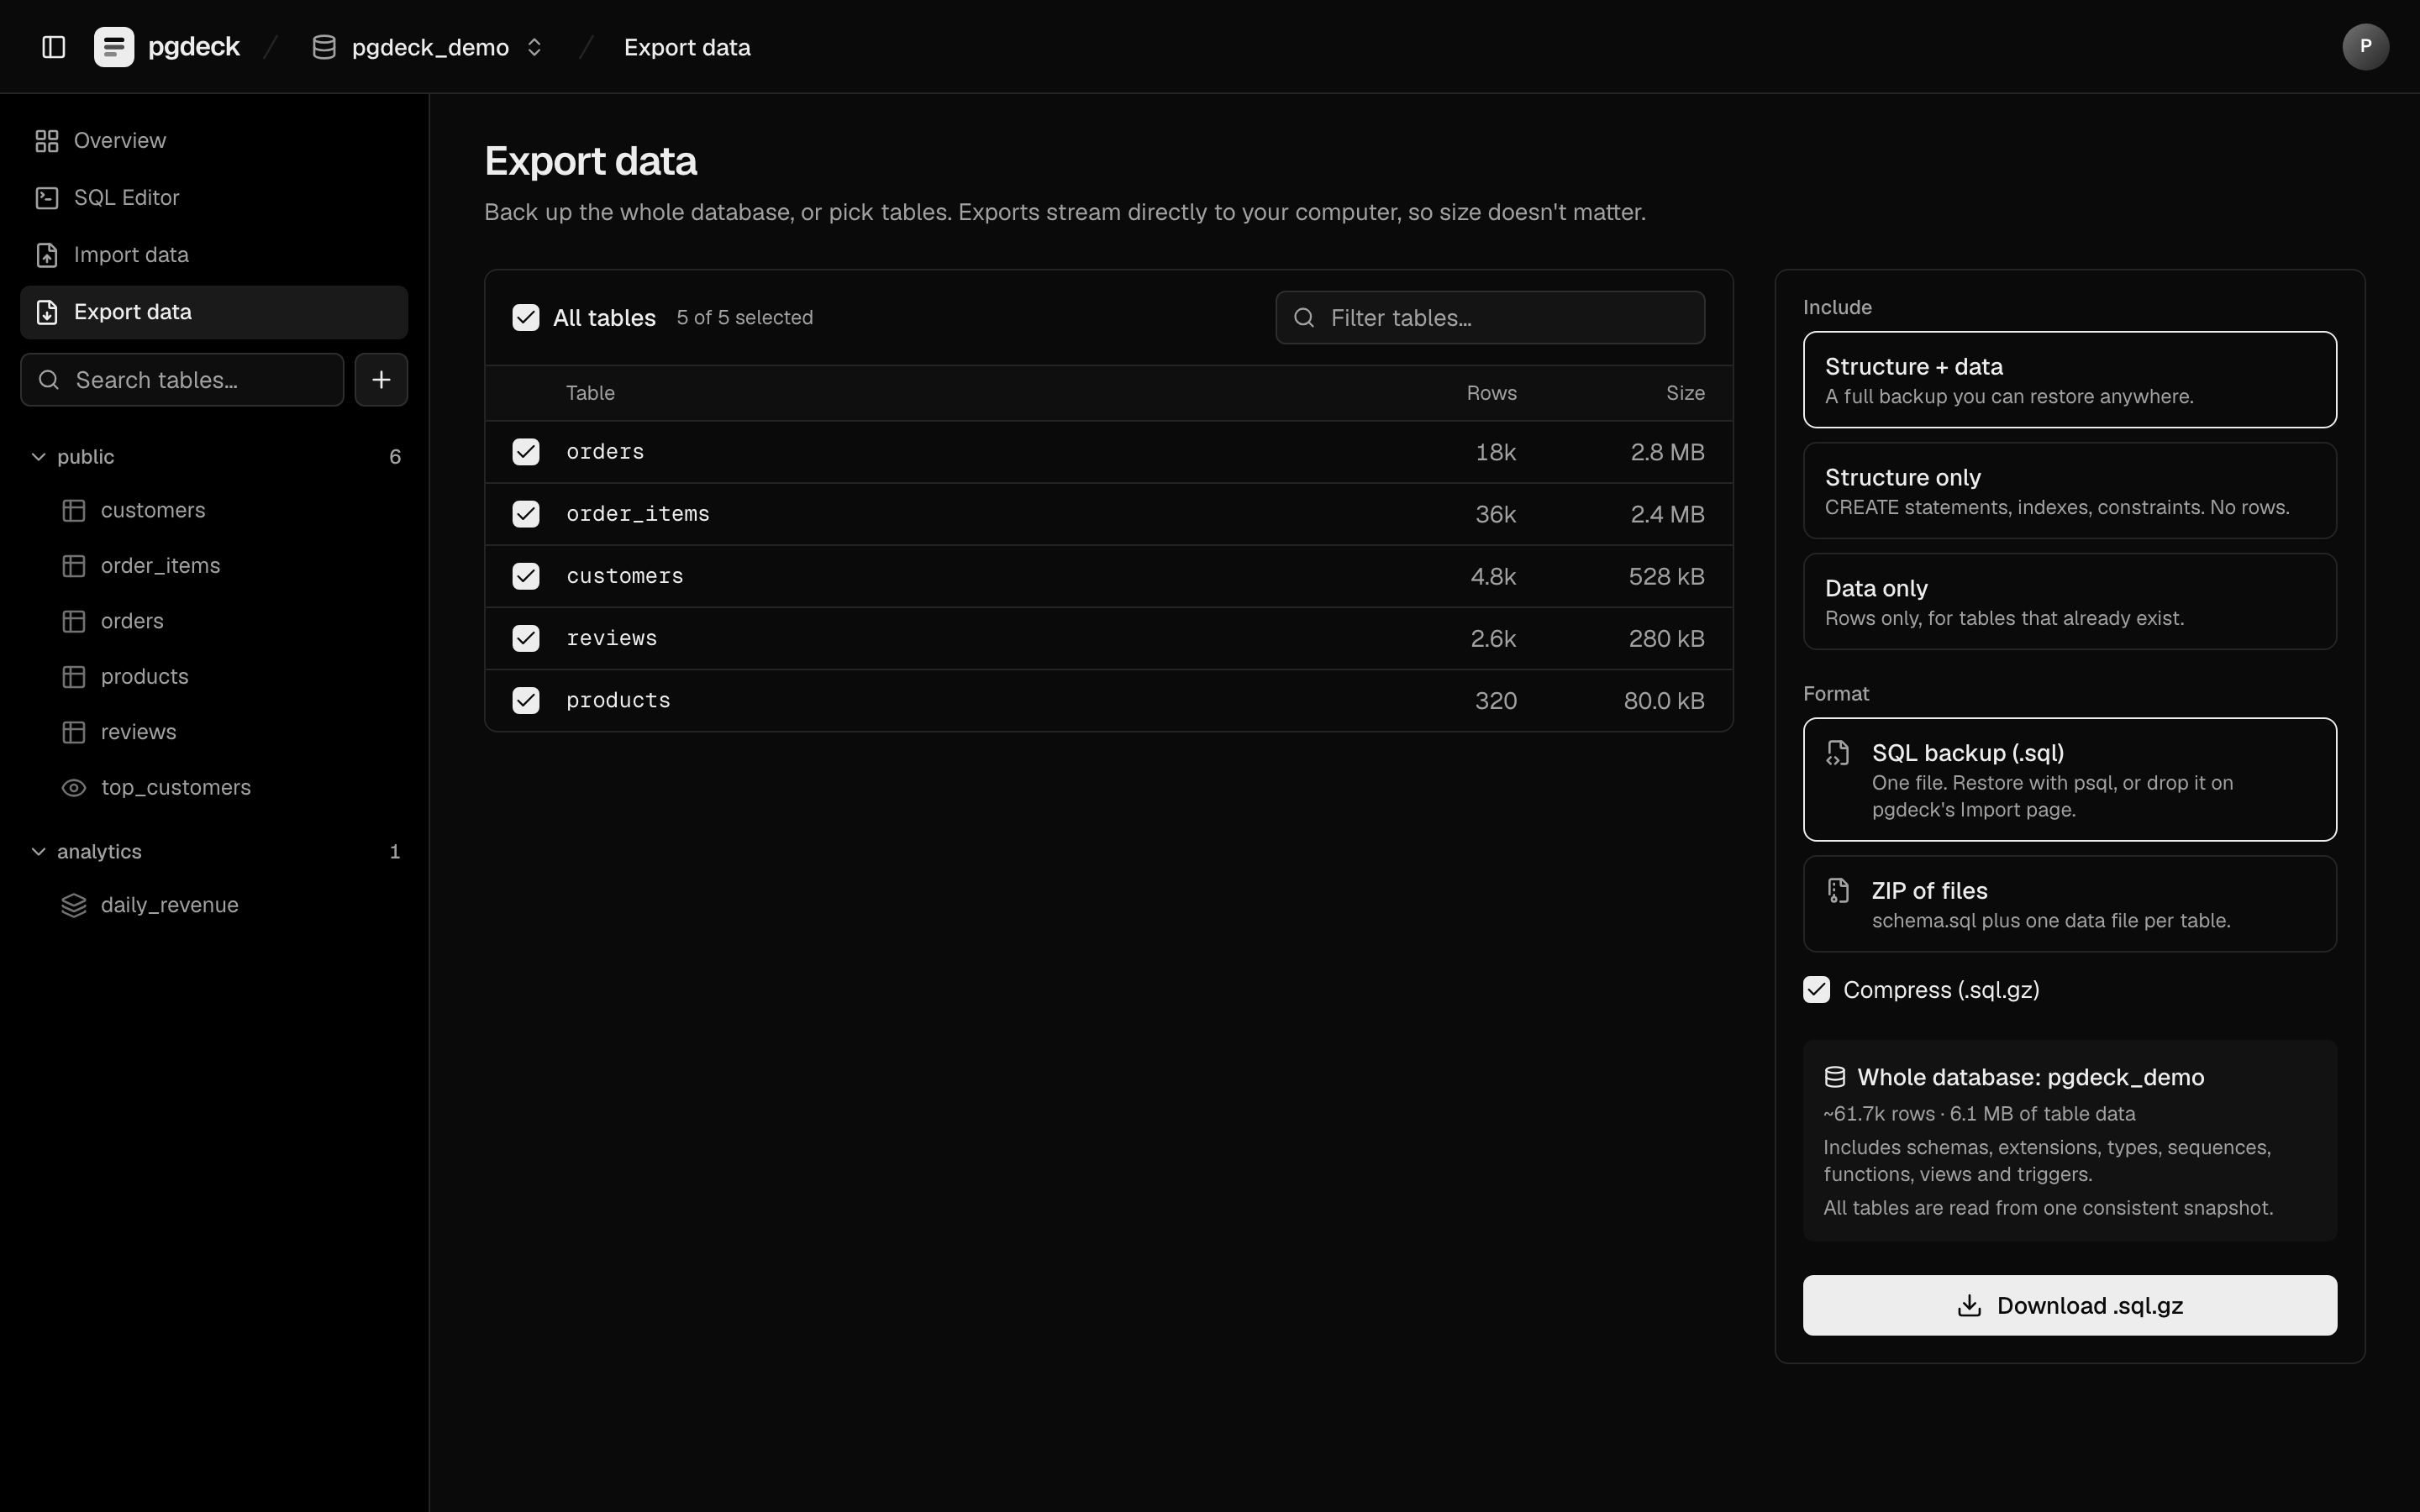 pgdeck / pgdeck_demo / Export data
P
Overview
SQL Editor
Import data
Export data
Search tables...
public 6
customers
order_items
orders
products
reviews
top_customers
analytics 1
daily_revenue
Export data
Back up the whole database, or pick tables. Exports stream directly to your computer, so size doesn't matter.
All tables 5 of 5 selected
Filter tables...
Table Rows Size
orders 18k 2.8 MB
order_items 36k 2.4 MB
customers 4.8k 528 kB
reviews 2.6k 280 kB
products 320 80.0 kB
Include
Structure + data
A full backup you can restore anywhere.
Structure only
CREATE statements, indexes, constraints. No rows.
Data only
Rows only, for tables that already exist.
Format
SQL backup (.sql)
One file. Restore with psql, or drop it on
pgdeck's Import page.
ZIP of files
schema.sql plus one data file per table.
Compress (.sql.gz)
Whole database: pgdeck_demo
~61.7k rows · 6.1 MB of table data
Includes schemas, extensions, types, sequences,
functions, views and triggers.
All tables are read from one consistent snapshot.
Download .sql.gz